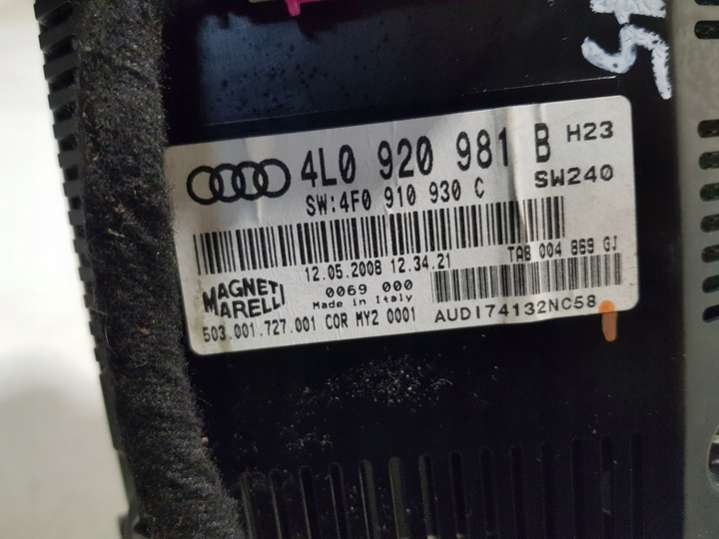 4L0 920 981 B H23
SW:4F0 910 930 C SW240
12.05.2008 12.34.21 TAB 004 869 GJ
MAGNETI MARELLI
0069 000
Made in Italy
503.001.727.001 COR MY2 0001 AUDI74132NC58